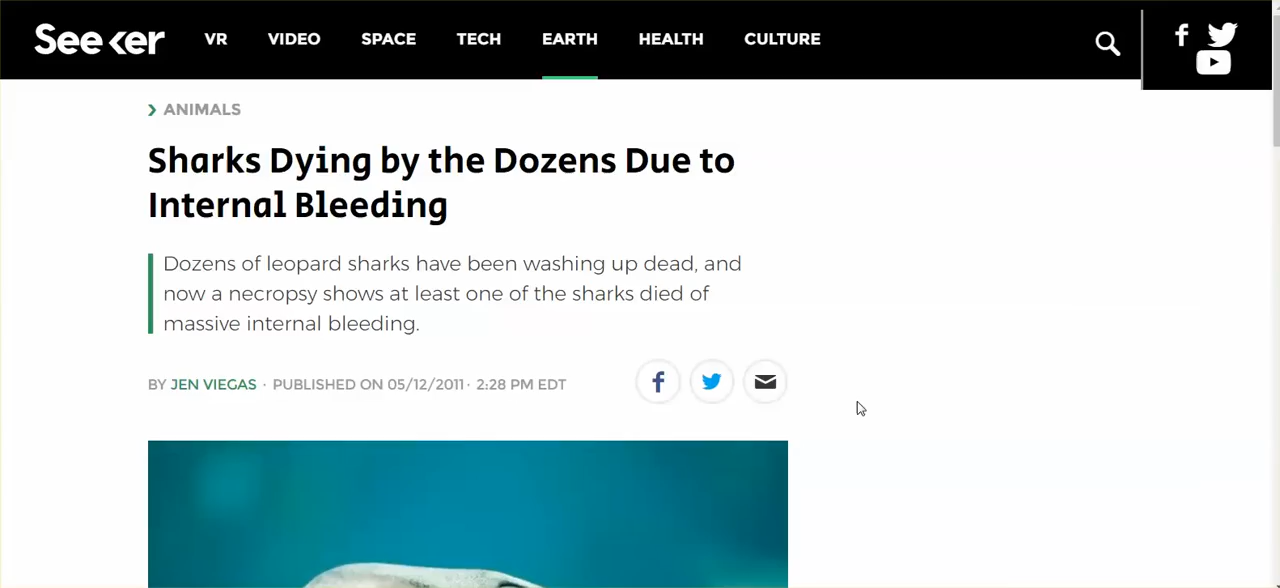 Seeker VR VIDEO SPACE TECH EARTH HEALTH CULTURE
ANIMALS
Sharks Dying by the Dozens Due to
Internal Bleeding
Dozens of leopard sharks have been washing up dead, and
now a necropsy shows at least one of the sharks died of
massive internal bleeding.
BY JEN VIEGAS · PUBLISHED ON 05/12/2011 · 2:28 PM EDT